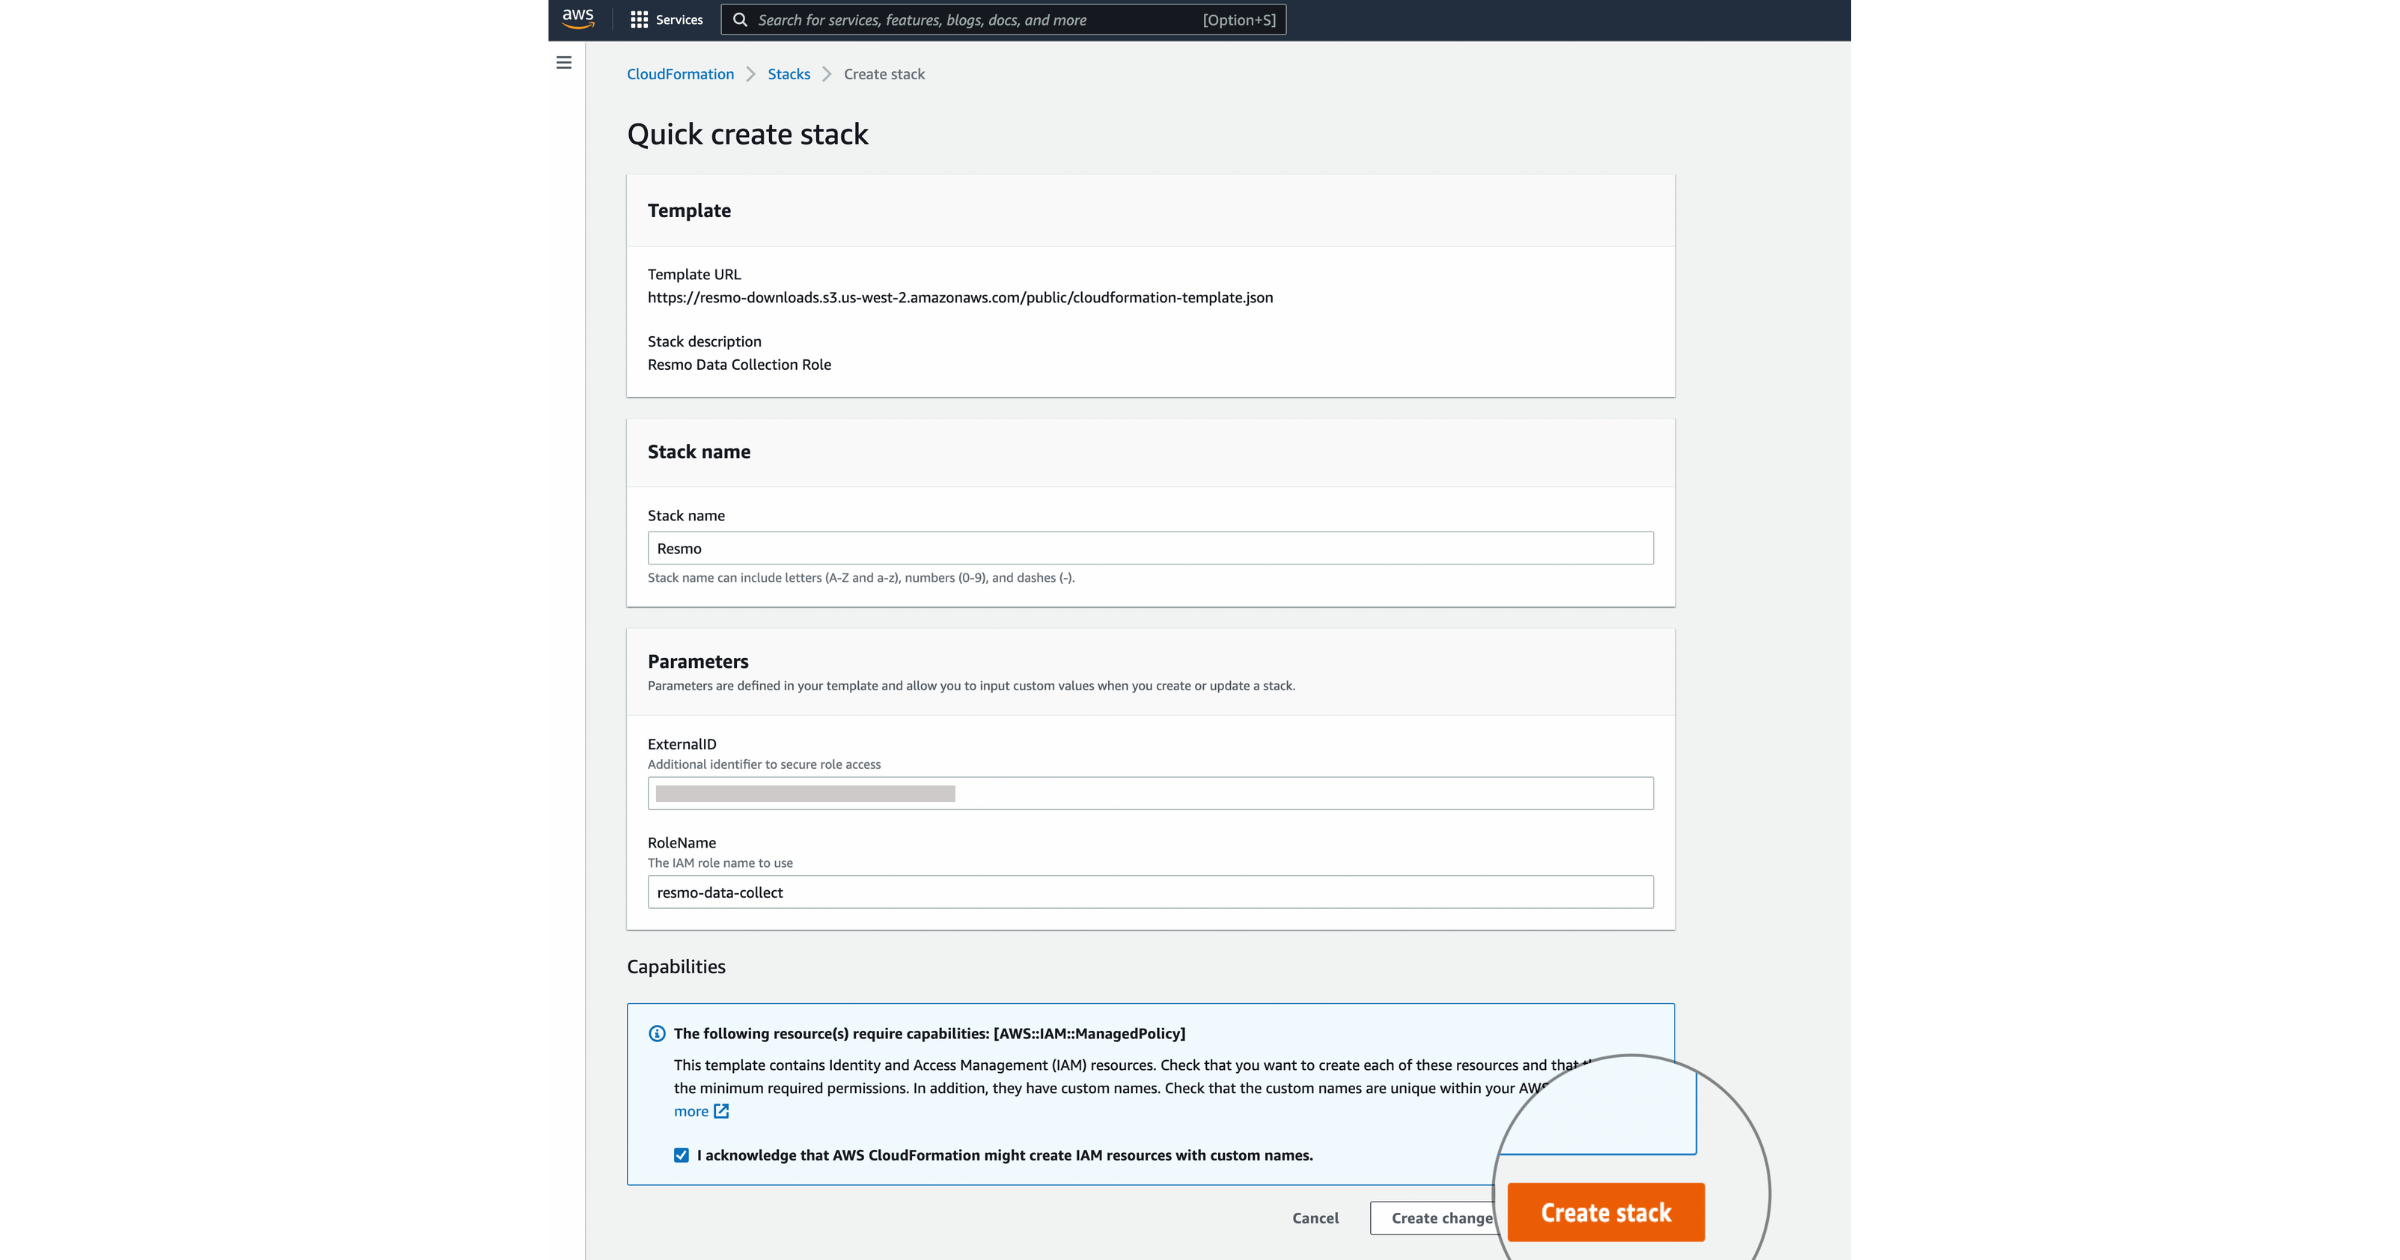 aws
Services
Search for services, features, blogs, docs, and more
[Option+S]
CloudFormation
Stacks
Create stack
Quick create stack
Template
Template URL
https://resmo-downloads.s3.us-west-2.amazonaws.com/public/cloudformation-template.json
Stack description
Resmo Data Collection Role
Stack name
Stack name
Resmo
Stack name can include letters (A-Z and a-z), numbers (0-9), and dashes (-).
Parameters
Parameters are defined in your template and allow you to input custom values when you create or update a stack.
ExternalID
Additional identifier to secure role access
RoleName
The IAM role name to use
resmo-data-collect
Capabilities
The following resource(s) require capabilities: [AWS::IAM::ManagedPolicy]
This template contains Identity and Access Management (IAM) resources. Check that you want to create each of these resources and that
the minimum required permissions. In addition, they have custom names. Check that the custom names are unique within your AWS
more
I acknowledge that AWS CloudFormation might create IAM resources with custom names.
Cancel
Create change
Create stack